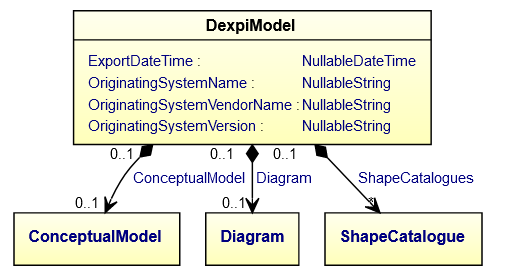 DexpiModel
ExportDateTime : NullableDateTime
OriginatingSystemName : NullableString
OriginatingSystemVendorName : NullableString
OriginatingSystemVersion : NullableString
0..1 0..1 0..1
ConceptualModel Diagram ShapeCatalogues
0..1 0..1 *
ConceptualModel Diagram ShapeCatalogue